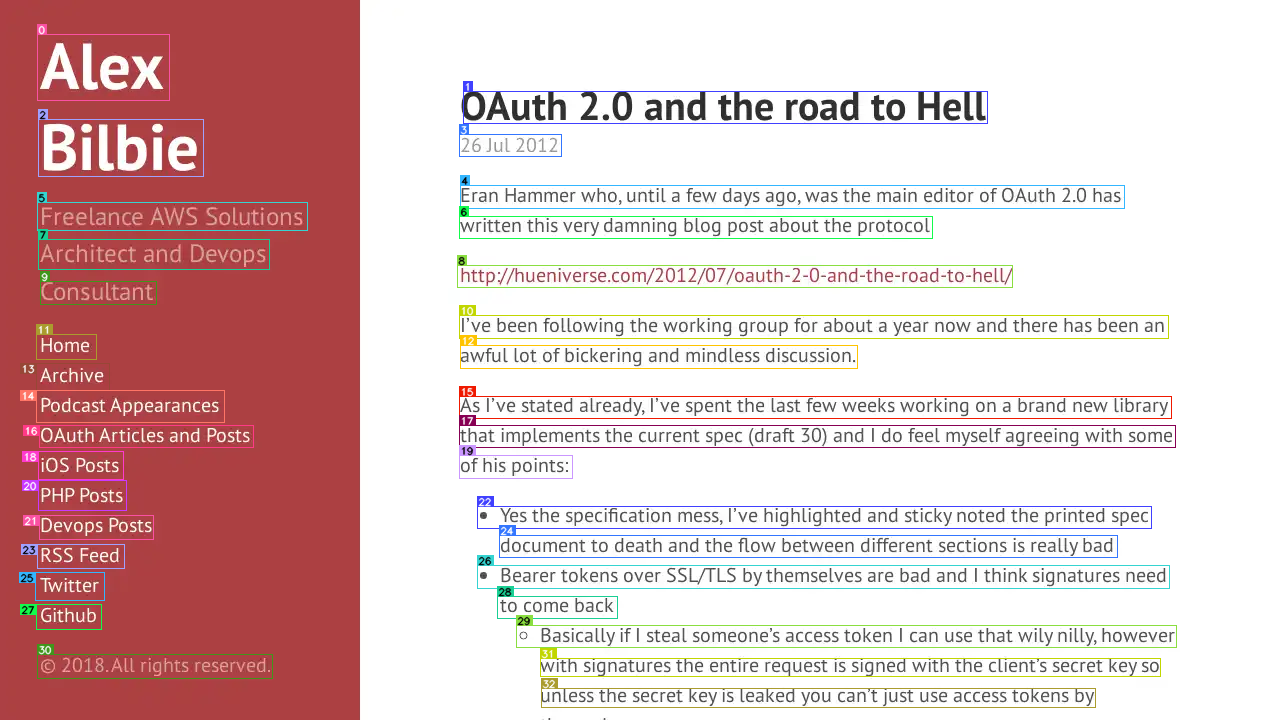 Alex
Bilbie
Freelance AWS Solutions
Architect and Devops
Consultant
Home
Archive
Podcast Appearances
OAuth Articles and Posts
iOS Posts
PHP Posts
Devops Posts
RSS Feed
Twitter
Github
© 2018. All rights reserved.
OAuth 2.0 and the road to Hell
26 Jul 2012
Eran Hammer who, until a few days ago, was the main editor of OAuth 2.0 has
written this very damning blog post about the protocol
http://hueniverse.com/2012/07/oauth-2-0-and-the-road-to-hell/
I’ve been following the working group for about a year now and there has been an
awful lot of bickering and mindless discussion.
As I’ve stated already, I’ve spent the last few weeks working on a brand new library
that implements the current spec (draft 30) and I do feel myself agreeing with some
of his points:
• Yes the specification mess, I’ve highlighted and sticky noted the printed spec
document to death and the flow between different sections is really bad
• Bearer tokens over SSL/TLS by themselves are bad and I think signatures need
to come back
◦ Basically if I steal someone’s access token I can use that wily nilly, however
with signatures the entire request is signed with the client’s secret key so
unless the secret key is leaked you can’t just use access tokens by